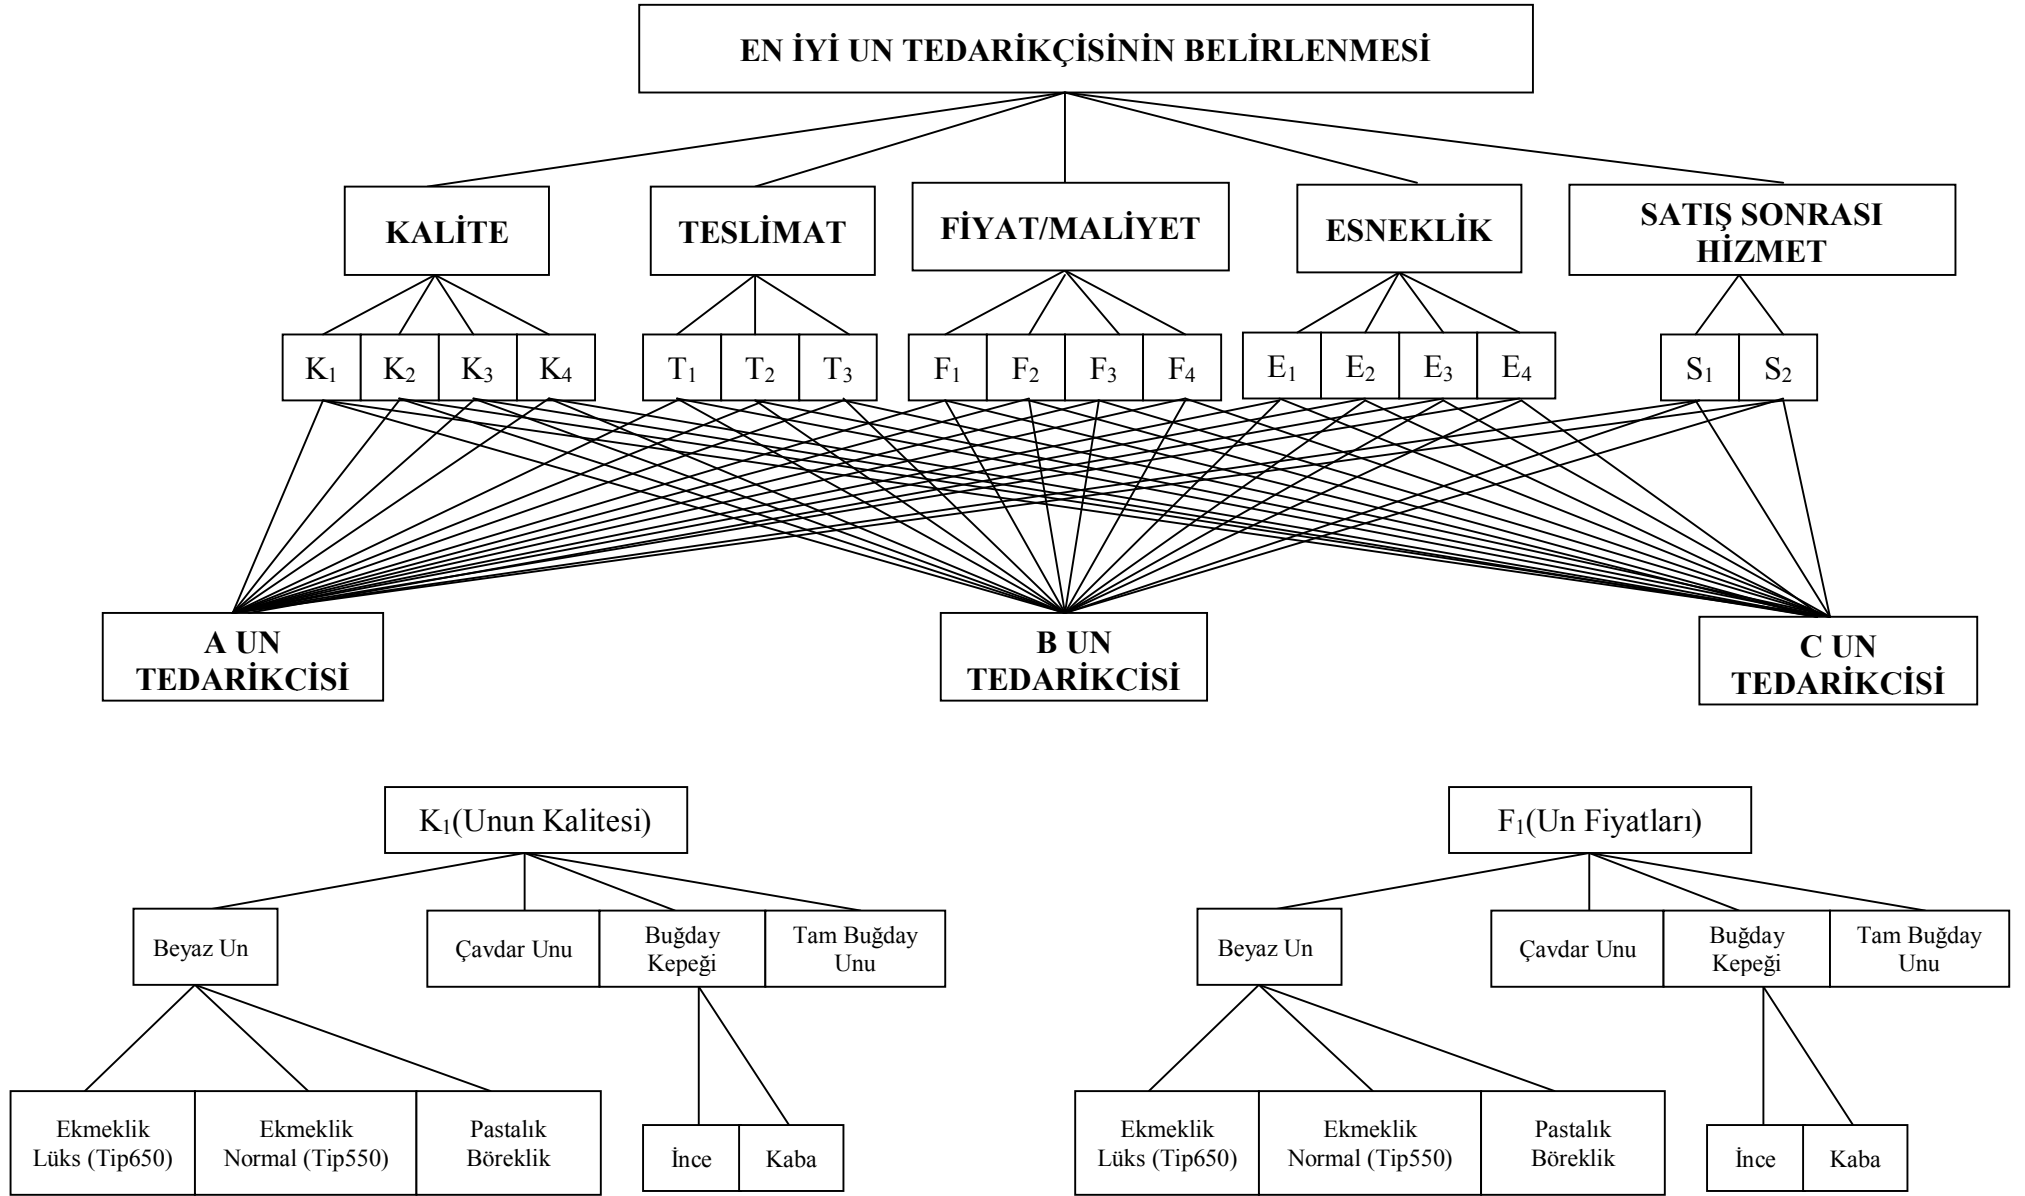 EN İYİ UN TEDARİKÇİSİNİN BELİRLENMESİ
KALİTE
TESLİMAT
FİYAT/MALİYET
ESNEKLİK
SATIŞ SONRASI
HİZMET
K₁ K₂ K₃ K₄
T₁ T₂ T₃
F₁ F₂ F₃ F₄
E₁ E₂ E₃ E₄
S₁ S₂
A UN
TEDARİKCİSİ
B UN
TEDARİKCİSİ
C UN
TEDARİKCİSİ
K₁(Unun Kalitesi)
Beyaz Un
Çavdar Unu
Buğday
Kepeği
Tam Buğday
Unu
Ekmeklik
Lüks (Tip650)
Ekmeklik
Normal (Tip550)
Pastalık
Böreklik
İnce
Kaba
F₁(Un Fiyatları)
Beyaz Un
Çavdar Unu
Buğday
Kepeği
Tam Buğday
Unu
Ekmeklik
Lüks (Tip650)
Ekmeklik
Normal (Tip550)
Pastalık
Böreklik
İnce
Kaba